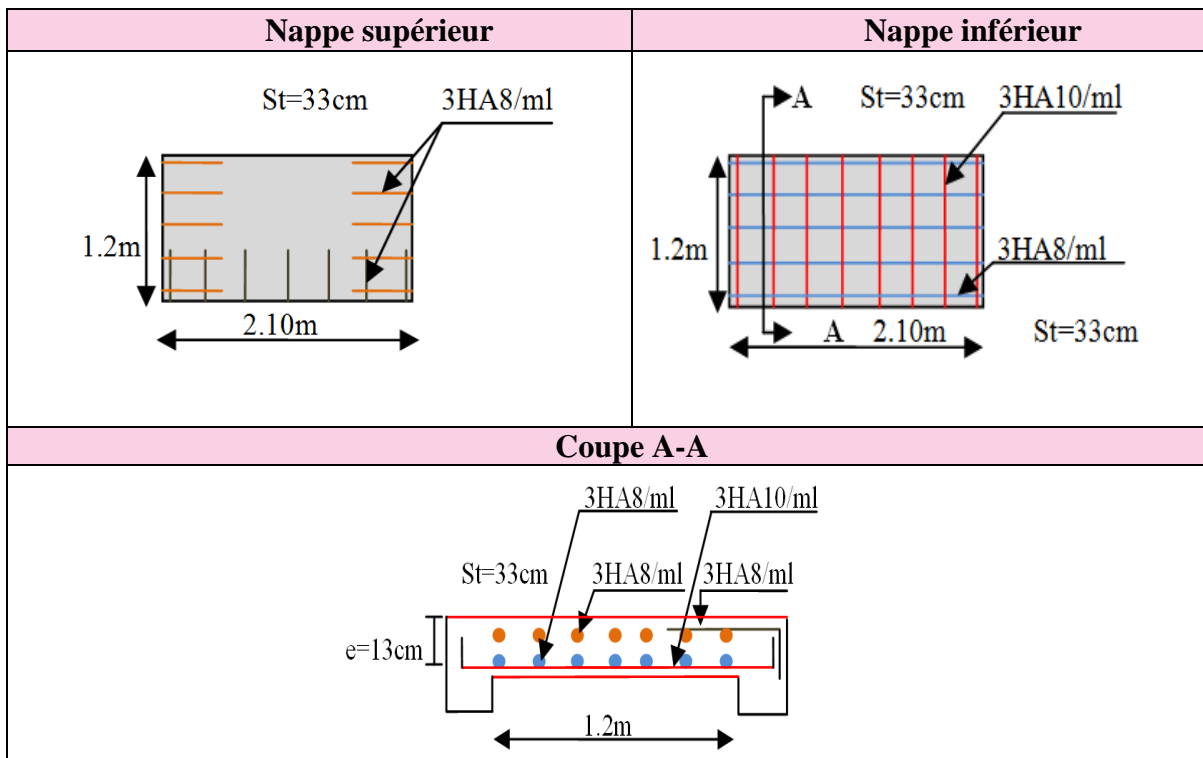 Nappe supérieur
Nappe inférieur
St=33cm
3HA8/ml
1.2m
2.10m
A
St=33cm
3HA10/ml
1.2m
3HA8/ml
A
2.10m
St=33cm
Coupe A-A
3HA8/ml
3HA10/ml
St=33cm
3HA8/ml
3HA8/ml
e=13cm
1.2m